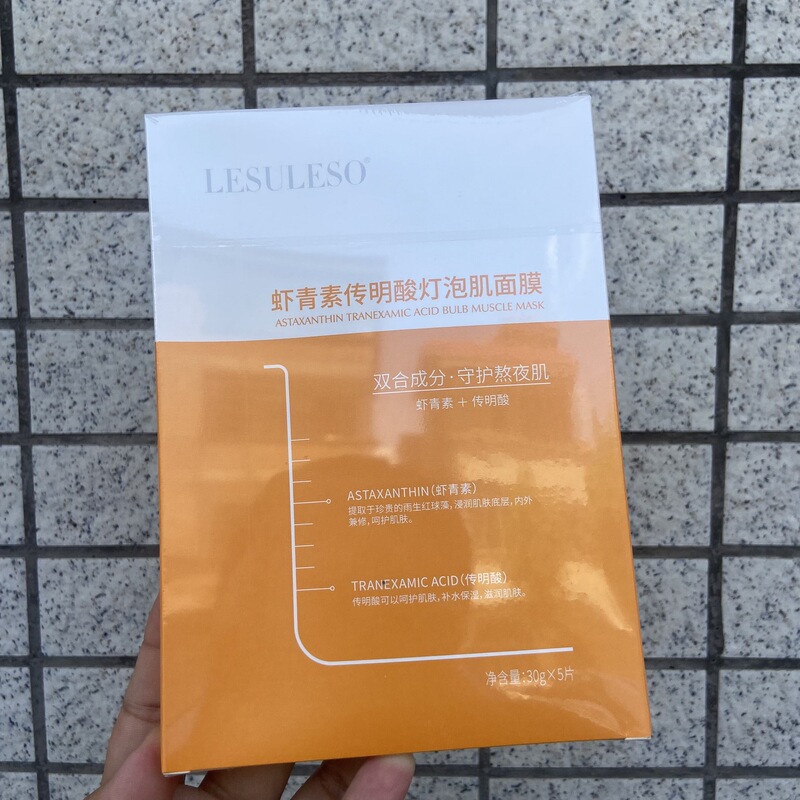 LESULESO®
虾青素传明酸灯泡肌面膜
ASTAXANTHIN TRANEXAMIC ACID BULB MUSCLE MASK
双合成分·守护熬夜肌
虾青素 + 传明酸
ASTAXANTHIN(虾青素)
提取于珍贵的雨生红球藻,浸润肌肤底层,内外
兼修,呵护肌肤。
TRANEXAMIC ACID(传明酸)
传明酸可以呵护肌肤,补水保湿,滋润肌肤。
净含量:30g×5片